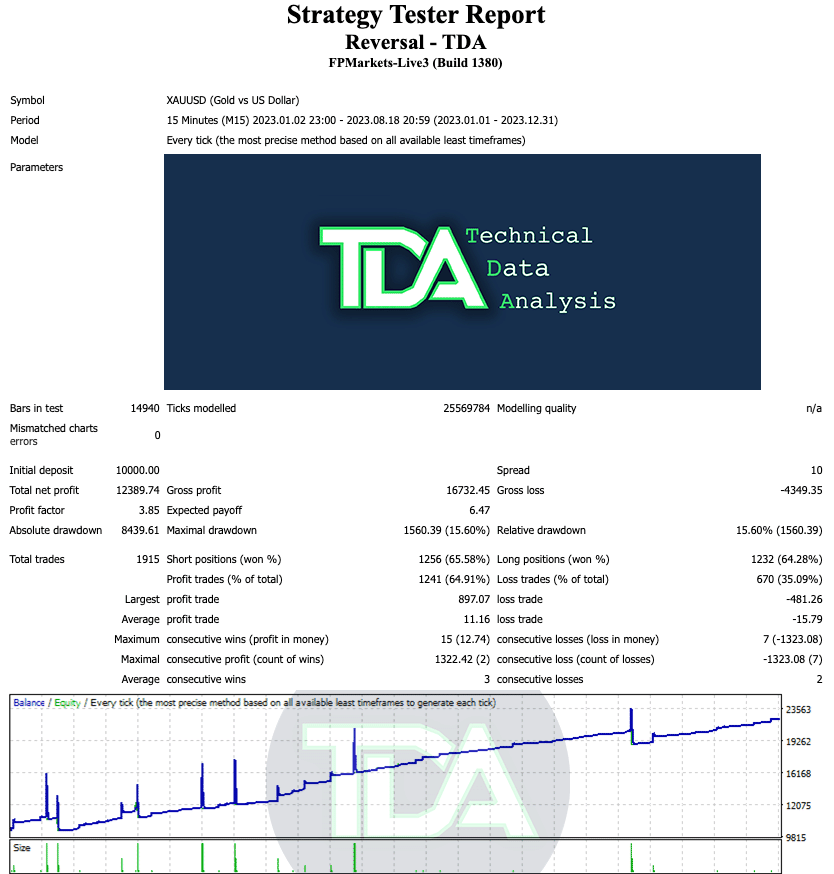 Strategy Tester Report
Reversal - TDA
FPMarkets-Live3 (Build 1380)
Symbol XAUUSD (Gold vs US Dollar)
Period 15 Minutes (M15) 2023.01.02 23:00 - 2023.08.18 20:59 (2023.01.01 - 2023.12.31)
Model Every tick (the most precise method based on all available least timeframes)
Parameters
TDA Technical
Data
Analysis
Bars in test 14940 Ticks modelled 25569784 Modelling quality n/a
Mismatched charts
errors 0
Initial deposit 10000.00 Spread 10
Total net profit 12389.74 Gross profit 16732.45 Gross loss -4349.35
Profit factor 3.85 Expected payoff 6.47
Absolute drawdown 8439.61 Maximal drawdown 1560.39 (15.60%) Relative drawdown 15.60% (1560.39)
Total trades 1915 Short positions (won %) 1256 (65.58%) Long positions (won %) 1232 (64.28%)
Profit trades (% of total) 1241 (64.91%) Loss trades (% of total) 670 (35.09%)
Largest profit trade 897.07 loss trade -481.26
Average profit trade 11.16 loss trade -15.79
Maximum consecutive wins (profit in money) 15 (12.74) consecutive losses (loss in money) 7 (-1323.08)
Maximal consecutive profit (count of wins) 1322.42 (2) consecutive loss (count of losses) -1323.08 (7)
Average consecutive wins 3 consecutive losses 2
Balance / Equity / Every tick (the most precise method based on all available least timeframes to generate each tick)
23563
19262
16168
12075
9815
TDA
Size